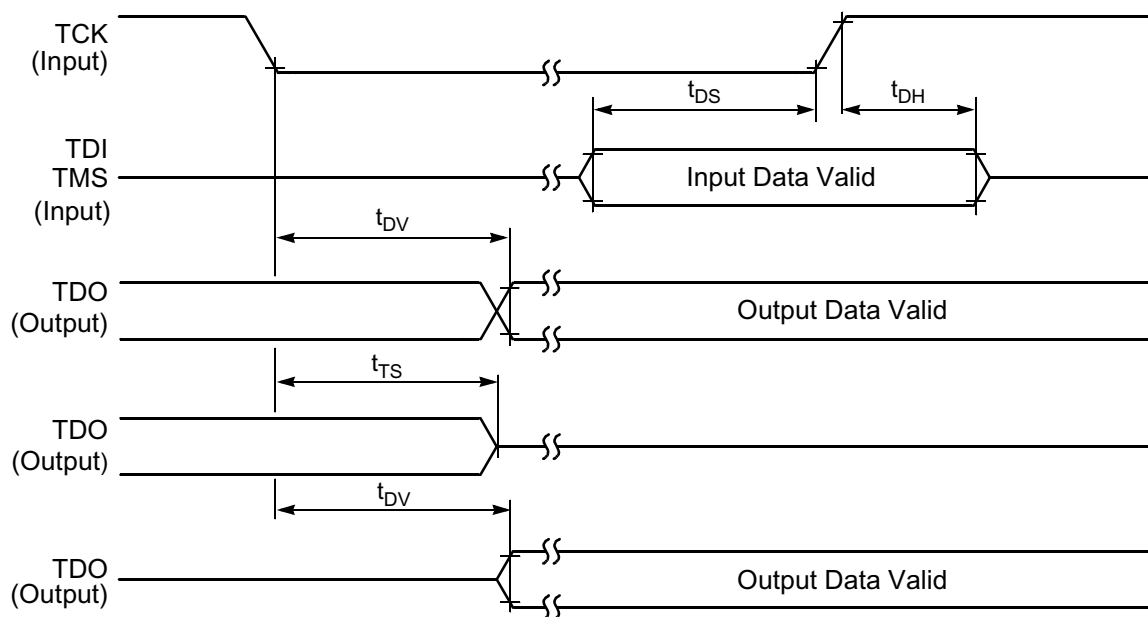 TCK
(Input)
tDS
tDH
TDI
TMS
(Input)
Input Data Valid
tDV
TDO
(Output)
Output Data Valid
tTS
TDO
(Output)
tDV
TDO
(Output)
Output Data Valid